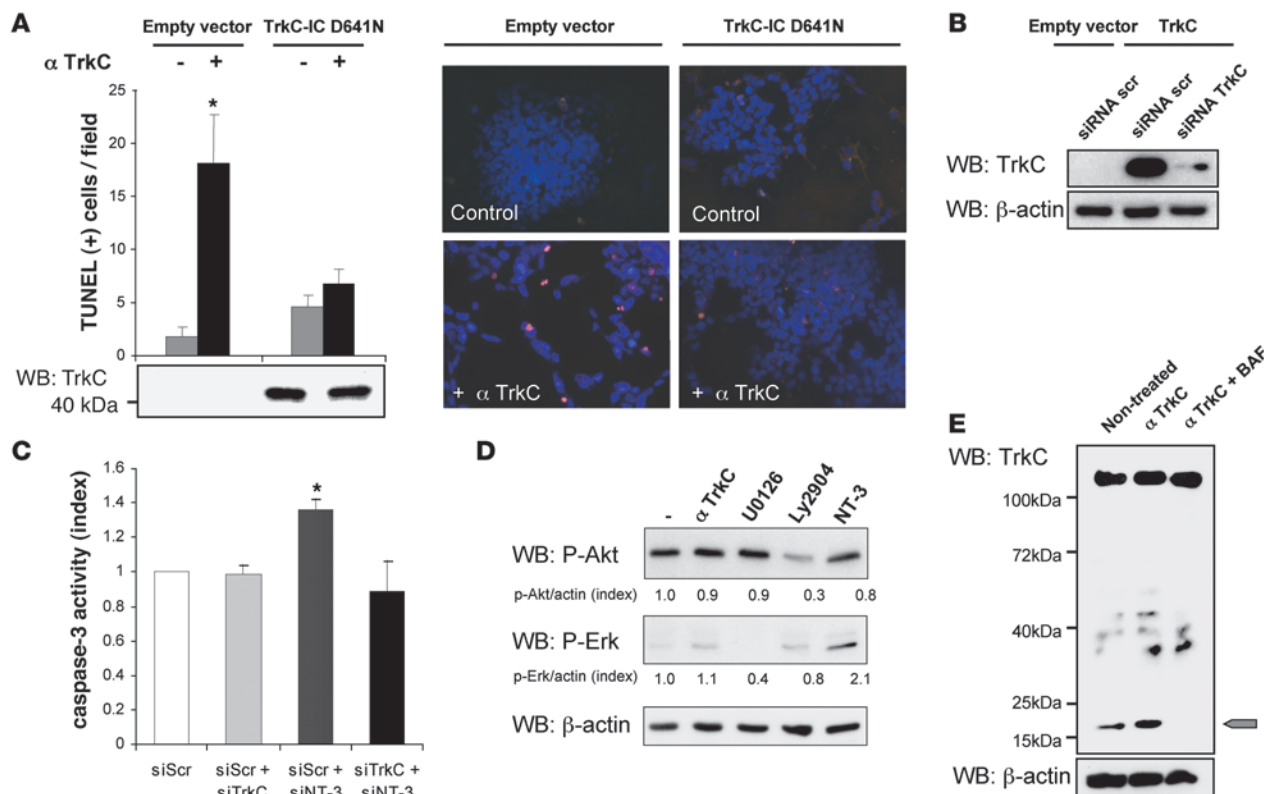 A
Empty vector TrkC-IC D641N
α TrkC - + - +
TUNEL (+) cells / field
25
20
15
10
5
0
WB: TrkC
40 kDa
Empty vector TrkC-IC D641N
Control Control
+ α TrkC + α TrkC
B
Empty vector TrkC
siRNA scr siRNA scr siRNA TrkC
WB: TrkC
WB: β-actin
C
caspase-3 activity (index)
1.6
1.4
1.2
1
0.8
0.6
0.4
0.2
0
siScr siScr + siScr + siTrkC +
siTrkC siNT-3 siNT-3
D
- α TrkC U0126 Ly2904 NT-3
WB: P-Akt
p-Akt/actin (index) 1.0 0.9 0.9 0.3 0.8
WB: P-Erk
p-Erk/actin (index) 1.0 1.1 0.4 0.8 2.1
WB: β-actin
E
Non-treated α TrkC α TrkC + BAF
WB: TrkC
100kDa
72kDa
40kDa
25kDa
15kDa
WB: β-actin